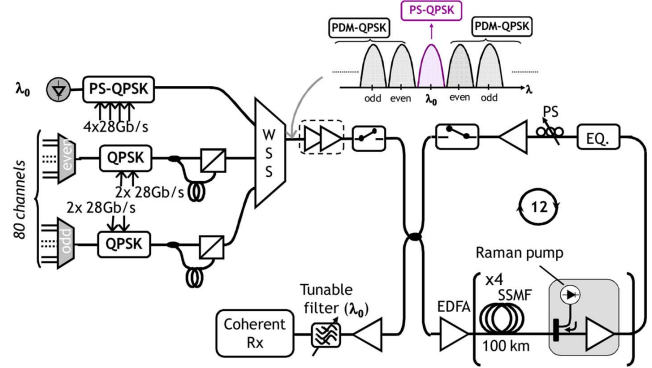 PS-QPSK
PDM-QPSK
PDM-QPSK
odd
even
λ₀
even
odd
λ
λ₀
PS-QPSK
4x28Gb/s
80 channels
even
QPSK
2x 28Gb/s
2x 28Gb/s
odd
QPSK
W
S
S
PS
EQ.
12
Raman pump
x4
SSMF
EDFA
100 km
Tunable
filter (λ₀)
Coherent
Rx